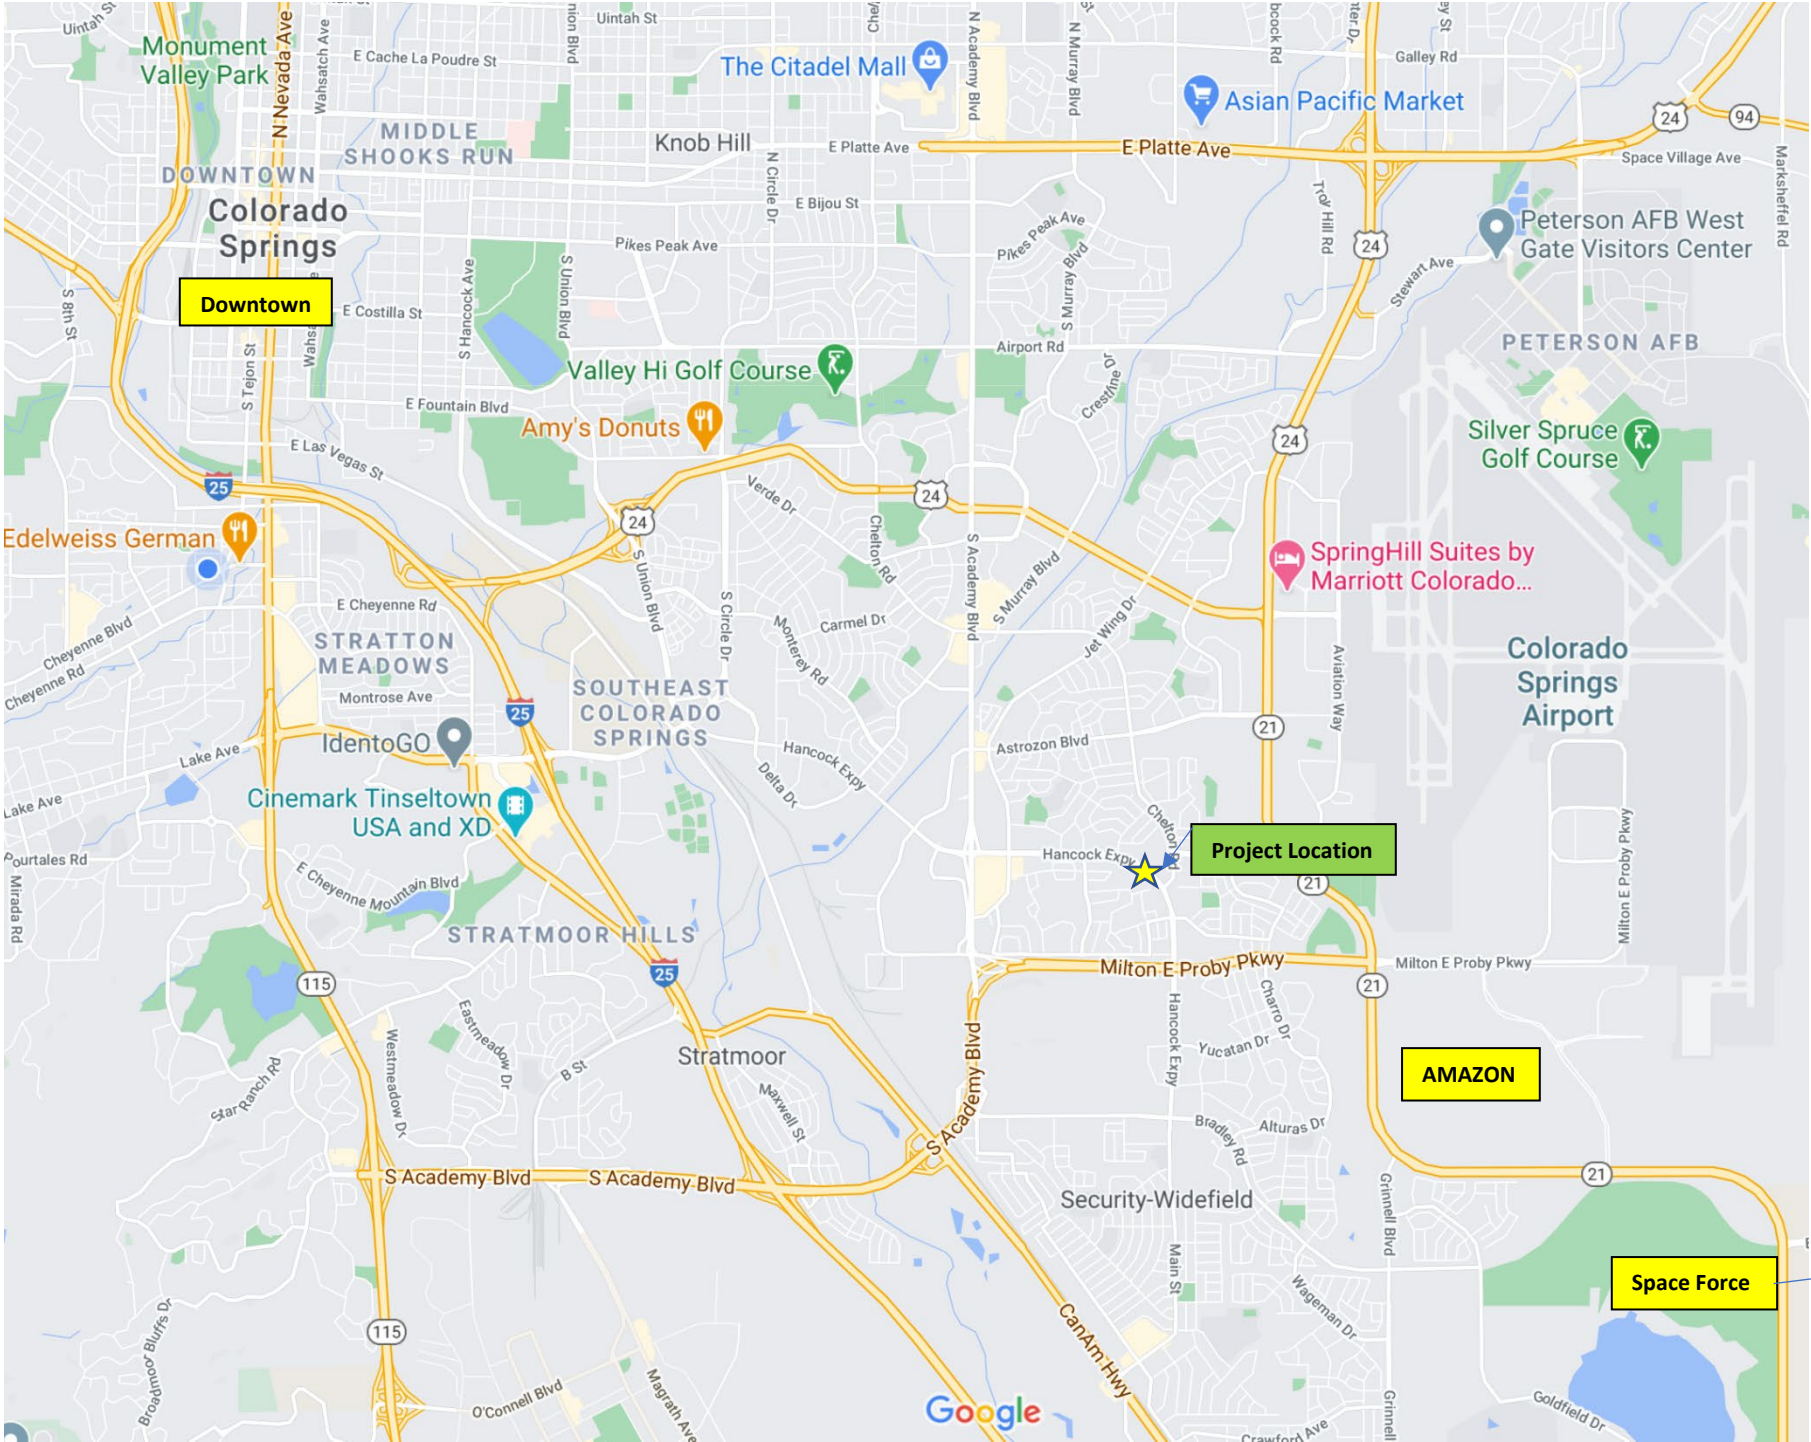 Uintah St
Monument
Valley Park
N Nevada Ave
Wahsatch Ave
E Cache La Poudre St
Uintah St
The Citadel Mall
N Academy Blvd
N Murray Blvd
Galley Rd
Asian Pacific Market
24
94
MIDDLE
SHOOKS RUN
Knob Hill
E Platte Ave
E Platte Ave
Space Village Ave
Marksheffel Rd
DOWNTOWN
Colorado
Springs
N Circle Dr
E Bijou St
Troy Hill Rd
Pikes Peak Ave
Pikes Peak Ave
Peterson AFB West
Gate Visitors Center
24
Stewart Ave
S 8th St
Downtown
E Costilla St
S Hancock Ave
S Union Blvd
S Murray Blvd
Airport Rd
PETERSON AFB
S Tejon St
Valley Hi Golf Course
Crestline Dr
E Fountain Blvd
Amy's Donuts
Silver Spruce
Golf Course
24
E Las Vegas St
25
Verde Dr
24
24
Edelweiss German
Chelton Rd
S Academy Blvd
S Murray Blvd
SpringHill Suites by
Marriott Colorado...
S Union Blvd
S Circle Dr
E Cheyenne Rd
Cheyenne Blvd
Cheyenne Rd
STRATTON
MEADOWS
Montrose Ave
Carmel Dr
Monterey Rd
Jet Wing Dr
Aviation Way
Colorado
Springs
Airport
SOUTHEAST
COLORADO
SPRINGS
25
21
IdentoGO
Lake Ave
Hancock Expy
Astrozon Blvd
Delta Dr
Lake Ave
Cinemark Tinseltown
USA and XD
Chelton Rd
Milton E Proby Pkwy
Project Location
Hancock Expy
Pourtales Rd
Mirada Rd
E Cheyenne Mountain Blvd
21
STRATMOOR HILLS
25
115
Milton E Proby Pkwy
Milton E Proby Pkwy
21
Hancock Expy
Charro Dr
Eastmeadow Dr
Westmeadow Dr
Yucatan Dr
Stratmoor
B St
Star Ranch Rd
Maxwell St
S Academy Blvd
AMAZON
Bradley Rd
Alturas Dr
S Academy Blvd
S Academy Blvd
21
Security-Widefield
Grinnell Blvd
Main St
Wageman Dr
Space Force
115
Broadmoor Bluffs Dr
CanAm Hwy
O'Connell Blvd
Magrath Ave
Google
Crawford Ave
Grinnell
Goldfield Dr